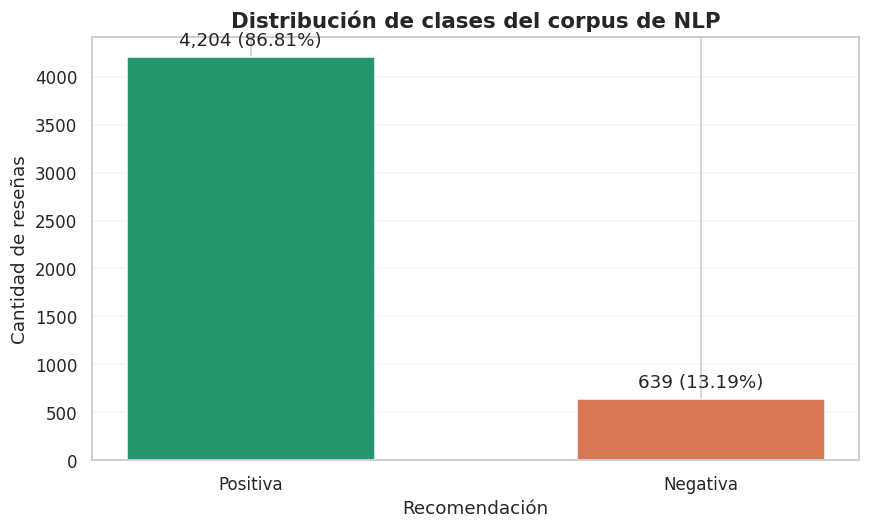 Distribución de clases del corpus de NLP
4,204 (86.81%)
4000
3500
3000
2500
2000
1500
1000
500
0
Cantidad de reseñas
639 (13.19%)
Positiva
Negativa
Recomendación